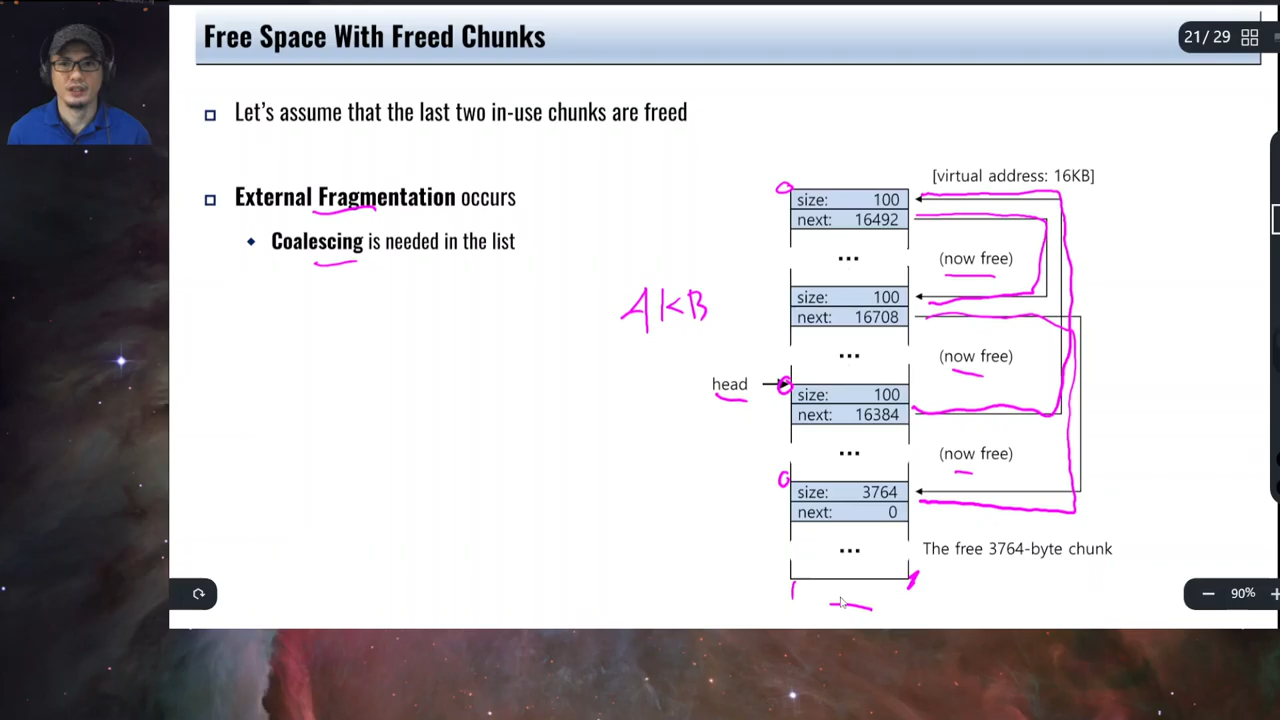 Free Space With Freed Chunks
21 / 29
Let's assume that the last two in-use chunks are freed
External Fragmentation occurs
Coalescing is needed in the list
[virtual address: 16KB]
size: 100
next: 16492
...
(now free)
4KB
size: 100
next: 16708
...
(now free)
head
size: 100
next: 16384
...
(now free)
size: 3764
next: 0
...
The free 3764-byte chunk
90%